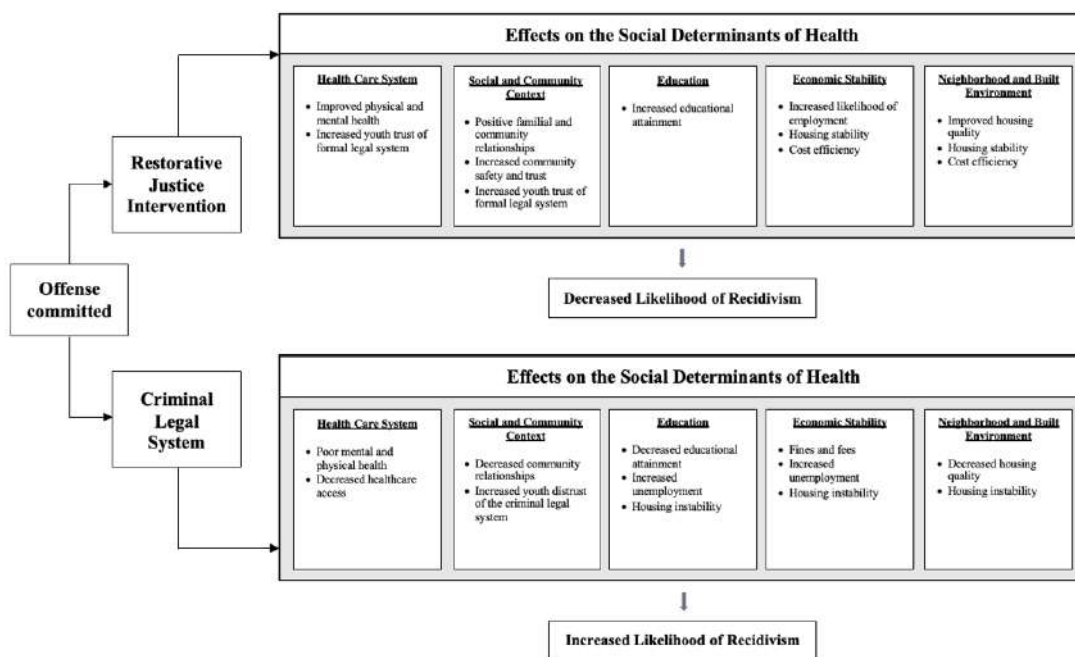 Effects on the Social Determinants of Health
Health Care System
• Improved physical and
mental health
• Increased youth trust of
formal legal system
Social and Community
Context
• Positive familial and
community
relationships
• Increased community
safety and trust
• Increased youth trust of
formal legal system
Education
• Increased educational
attainment
Economic Stability
• Increased likelihood of
employment
• Housing stability
• Cost efficiency
Neighborhood and Built
Environment
• Improved housing
quality
• Housing stability
• Cost efficiency
Restorative
Justice
Intervention
Decreased Likelihood of Recidivism
Offense
committed
Criminal
Legal
System
Effects on the Social Determinants of Health
Health Care System
• Poor mental and
physical health
• Decreased healthcare
access
Social and Community
Context
• Decreased community
relationships
• Increased youth distrust
of the criminal legal
system
Education
• Decreased educational
attainment
• Increased
unemployment
• Housing instability
Economic Stability
• Fines and fees
• Increased
unemployment
• Housing instability
Neighborhood and Built
Environment
• Decreased housing
quality
• Housing instability
Increased Likelihood of Recidivism